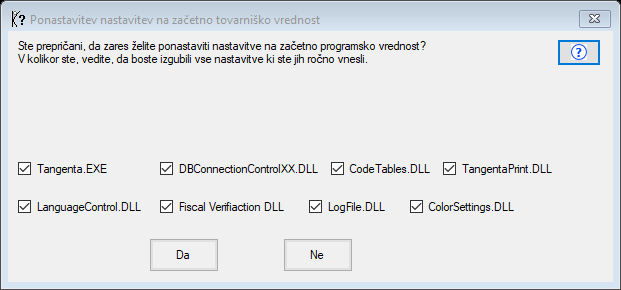 Ponastavitev nastavitev na začetno tovarniško vrednost
Ste prepričani, da zares želite ponastaviti nastavitve na začetno programsko vrednost?
V kolikor ste, vedite, da boste izgubili vse nastavitve ki ste jih ročno vnesli.
Tangenta.EXE DBConnectionControlXX.DLL CodeTables.DLL TangentaPrint.DLL
LanguageControl.DLL Fiscal Verifiaction DLL LogFile.DLL ColorSettings.DLL
Da Ne